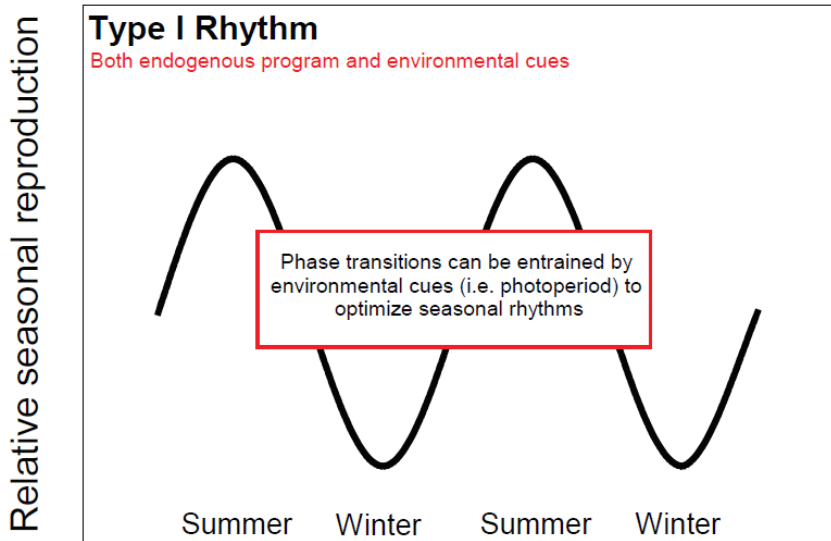 Relative seasonal reproduction
Type I Rhythm
Both endogenous program and environmental cues
Phase transitions can be entrained by
environmental cues (i.e. photoperiod) to
optimize seasonal rhythms
Summer Winter Summer Winter